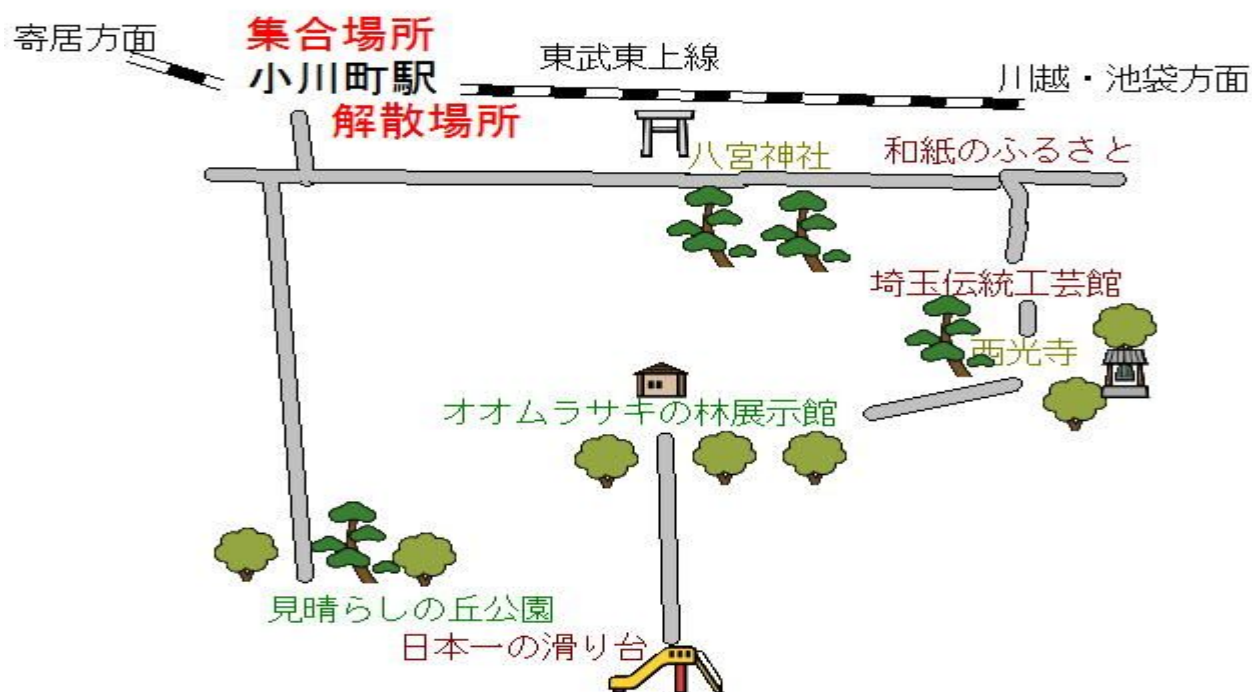 寄居方面
集合場所
小川町駅
解散場所
東武東上線
川越・池袋方面
八宮神社
和紙のふるさと
埼玉伝統工芸館
西光寺
オオムラサキの林展示館
見晴らしの丘公園
日本一の滑り台